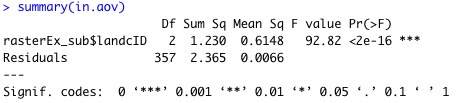 > summary(in.aov)
Df Sum Sq Mean Sq F value Pr(>F)
rasterEx_sub$landcID 2 1.230 0.6148 92.82 <2e-16 ***
Residuals 357 2.365 0.0066
---
Signif. codes: 0 ‘***’ 0.001 ‘**’ 0.01 ‘*’ 0.05 ‘.’ 0.1 ‘ ’ 1